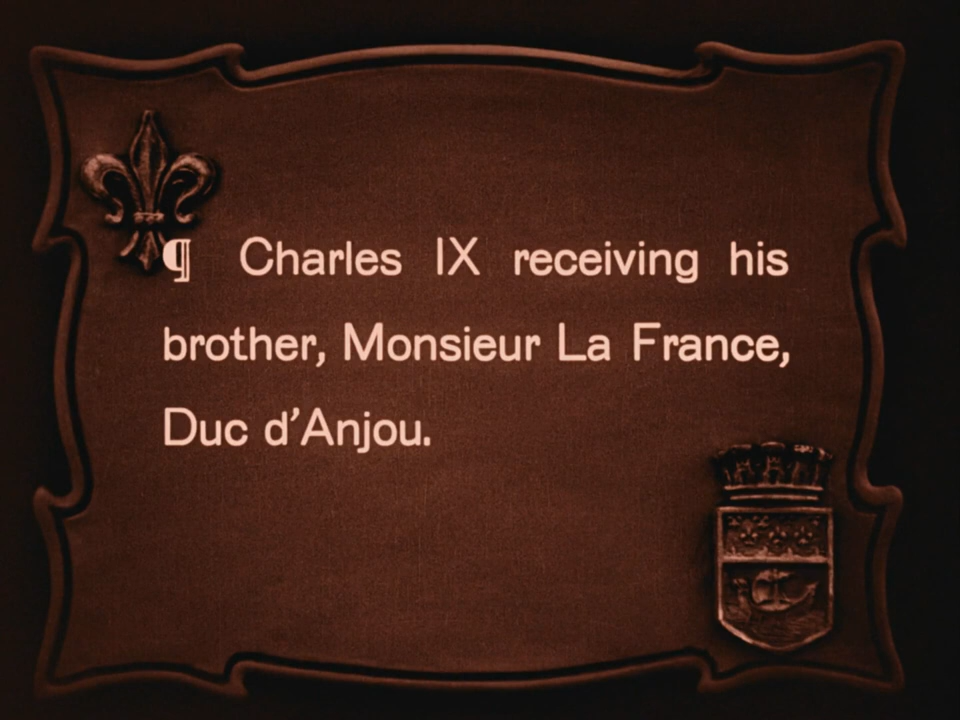 ¶ Charles IX receiving his
brother, Monsieur La France,
Duc d’Anjou.